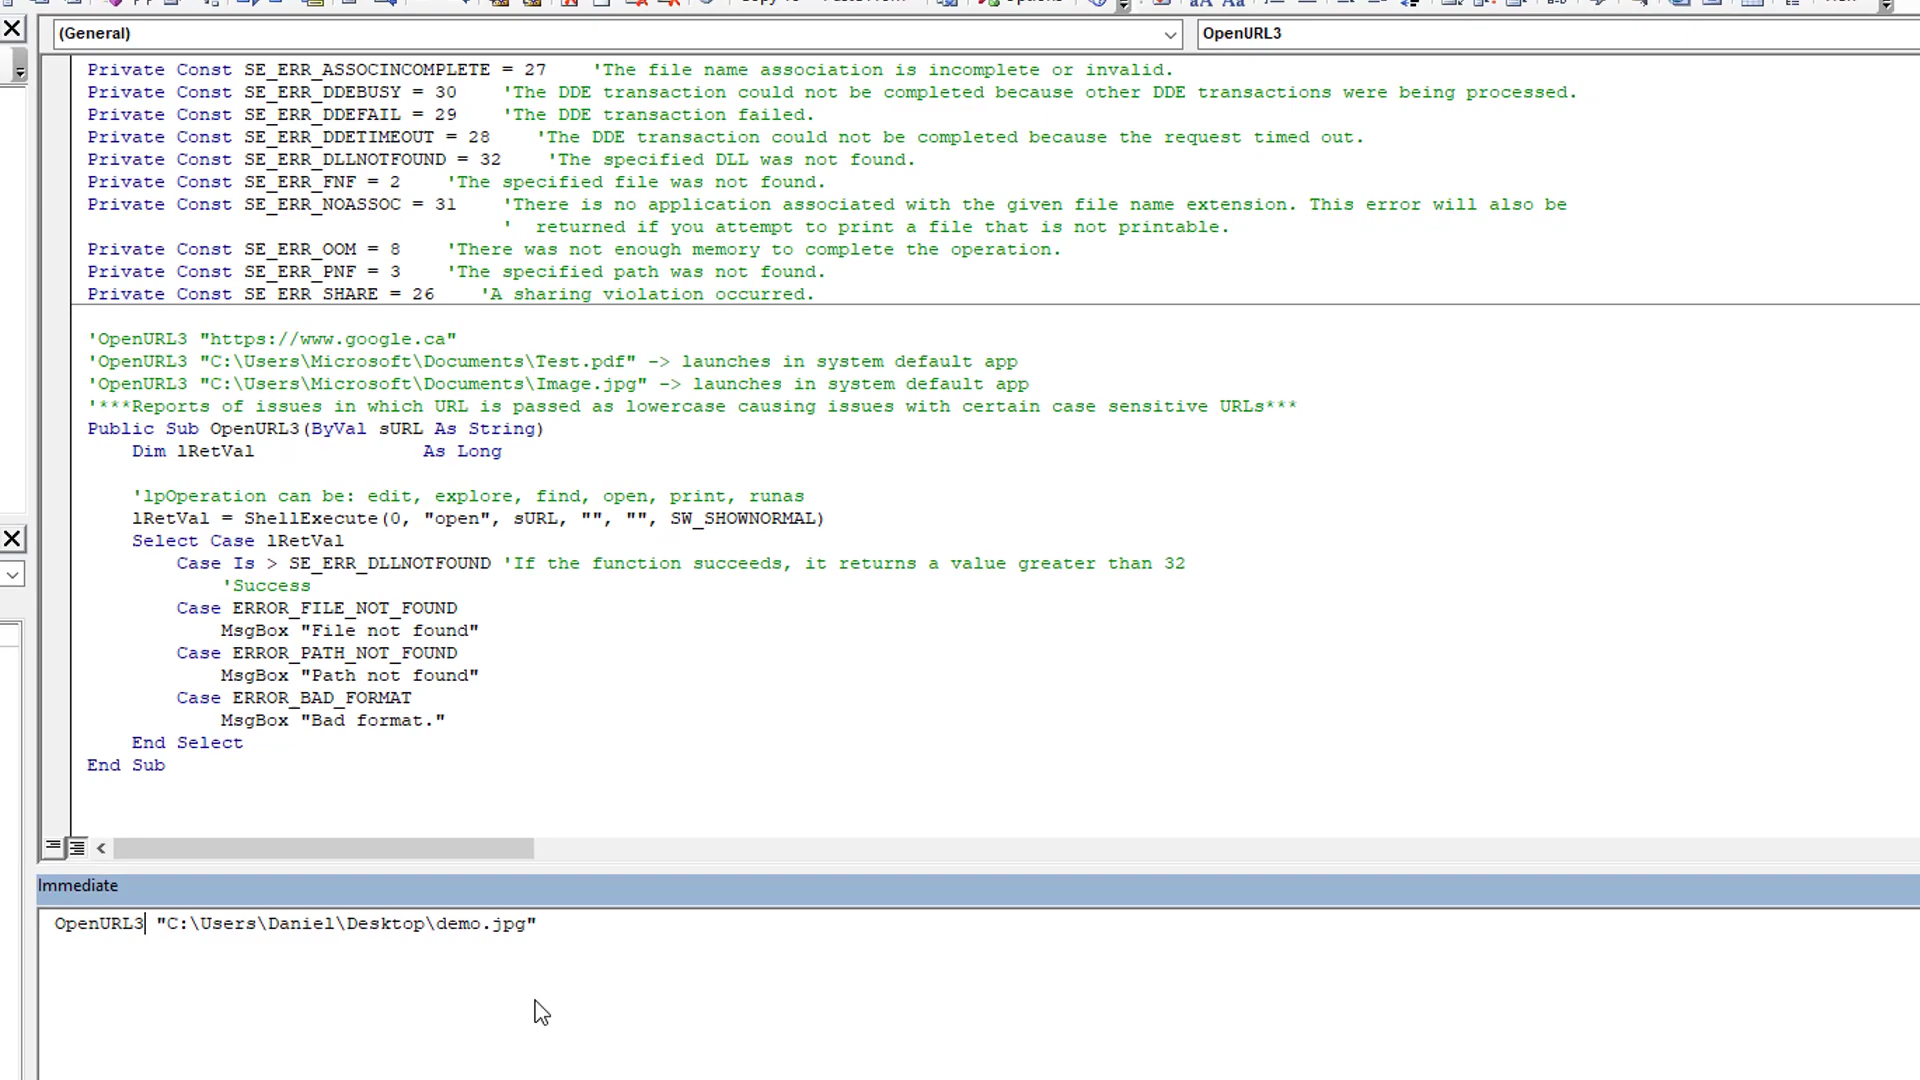 (General)
OpenURL3
Private Const SE_ERR_ASSOCINCOMPLETE = 27    'The file name association is incomplete or invalid.
Private Const SE_ERR_DDEBUSY = 30    'The DDE transaction could not be completed because other DDE transactions were being processed.
Private Const SE_ERR_DDEFAIL = 29    'The DDE transaction failed.
Private Const SE_ERR_DDETIMEOUT = 28    'The DDE transaction could not be completed because the request timed out.
Private Const SE_ERR_DLLNOTFOUND = 32    'The specified DLL was not found.
Private Const SE_ERR_FNF = 2    'The specified file was not found.
Private Const SE_ERR_NOASSOC = 31    'There is no application associated with the given file name extension. This error will also be
'  returned if you attempt to print a file that is not printable.
Private Const SE_ERR_OOM = 8    'There was not enough memory to complete the operation.
Private Const SE_ERR_PNF = 3    'The specified path was not found.
Private Const SE_ERR_SHARE = 26    'A sharing violation occurred.
'OpenURL3 "https://www.google.ca"
'OpenURL3 "C:\Users\Microsoft\Documents\Test.pdf" -> launches in system default app
'OpenURL3 "C:\Users\Microsoft\Documents\Image.jpg" -> launches in system default app
'***Reports of issues in which URL is passed as lowercase causing issues with certain case sensitive URLs***
Public Sub OpenURL3(ByVal sURL As String)
Dim lRetVal               As Long
'lpOperation can be: edit, explore, find, open, print, runas
lRetVal = ShellExecute(0, "open", sURL, "", "", SW_SHOWNORMAL)
Select Case lRetVal
Case Is > SE_ERR_DLLNOTFOUND 'If the function succeeds, it returns a value greater than 32
'Success
Case ERROR_FILE_NOT_FOUND
MsgBox "File not found"
Case ERROR_PATH_NOT_FOUND
MsgBox "Path not found"
Case ERROR_BAD_FORMAT
MsgBox "Bad format."
End Select
End Sub
Immediate
OpenURL3 "C:\Users\Daniel\Desktop\demo.jpg"